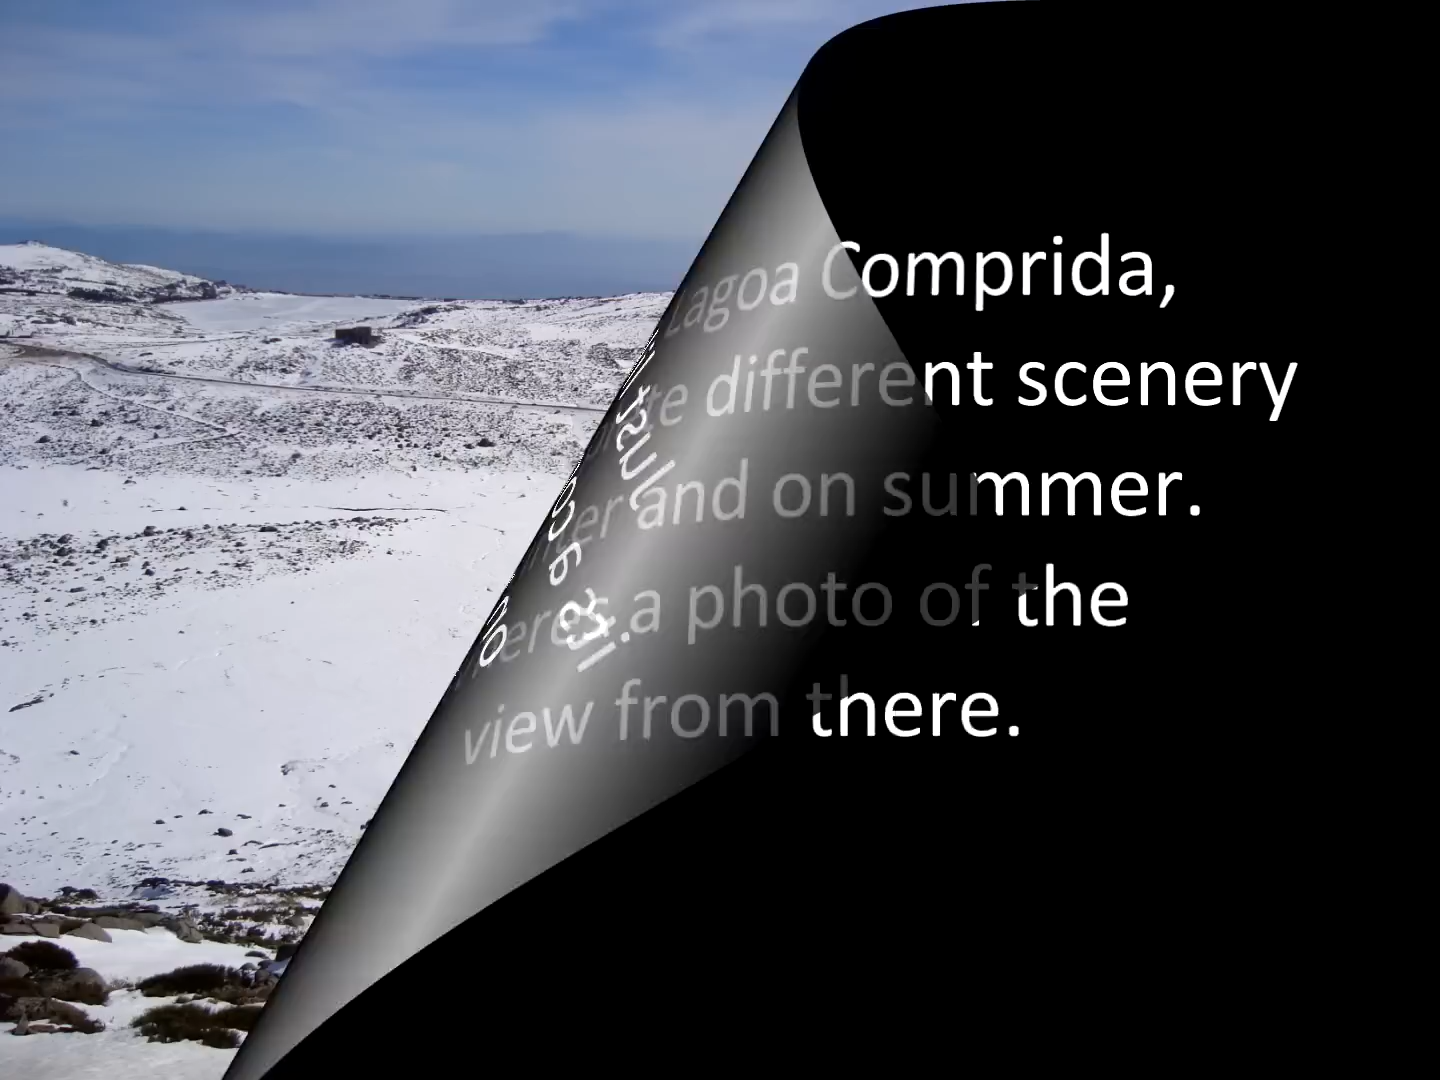 Lagoa Comprida,
different scenery
and on summer.
a photo of the
view from there.